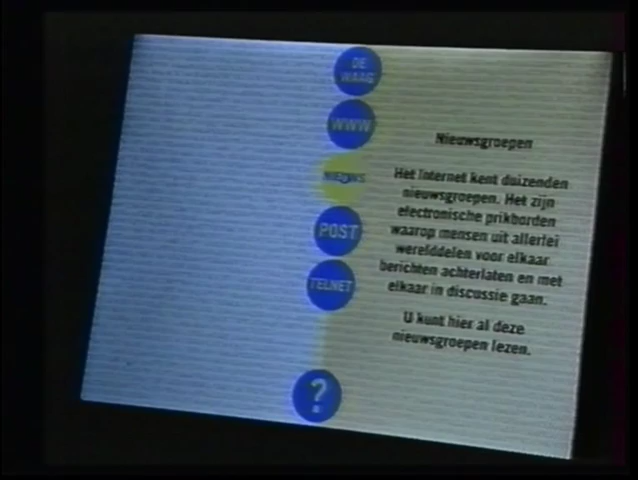 DE
WAAG
WWW
NIEUWS
POST
TELNET
?
Nieuwsgroepen
Het Internet kent duizenden
nieuwsgroepen. Het zijn
electronische prikborden
waarop mensen uit allerlei
werelddelen voor elkaar
berichten achterlaten en met
elkaar in discussie gaan.
U kunt hier al deze
nieuwsgroepen lezen.